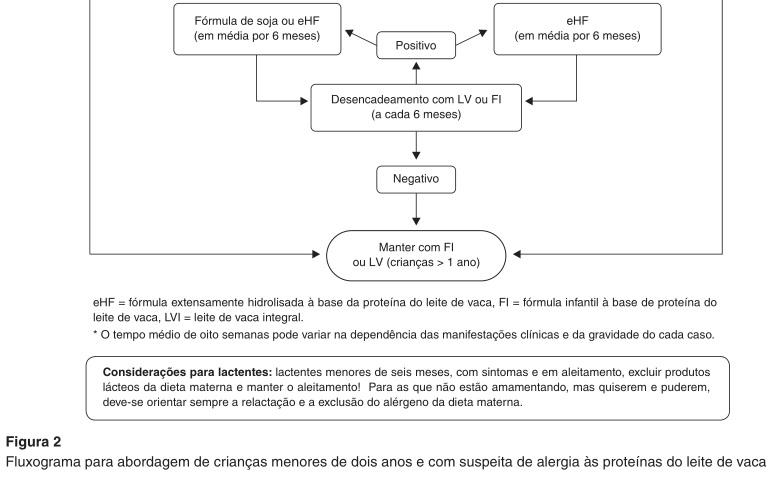 Fórmula de soja ou eHF
(em média por 6 meses)
eHF
(em média por 6 meses)
Positivo
Desencadeamento com LV ou FI
(a cada 6 meses)
Negativo
Manter com FI
ou LV (crianças > 1 ano)
eHF = fórmula extensamente hidrolisada à base da proteína do leite de vaca, FI = fórmula infantil à base de proteína do
leite de vaca, LVI = leite de vaca integral.
* O tempo médio de oito semanas pode variar na dependência das manifestações clínicas e da gravidade do cada caso.
Considerações para lactentes: lactentes menores de seis meses, com sintomas e em aleitamento, excluir produtos
lácteos da dieta materna e manter o aleitamento! Para as que não estão amamentando, mas quiserem e puderem,
deve-se orientar sempre a relactação e a exclusão do alérgeno da dieta materna.
Figura 2
Fluxograma para abordagem de crianças menores de dois anos e com suspeita de alergia às proteínas do leite de vaca